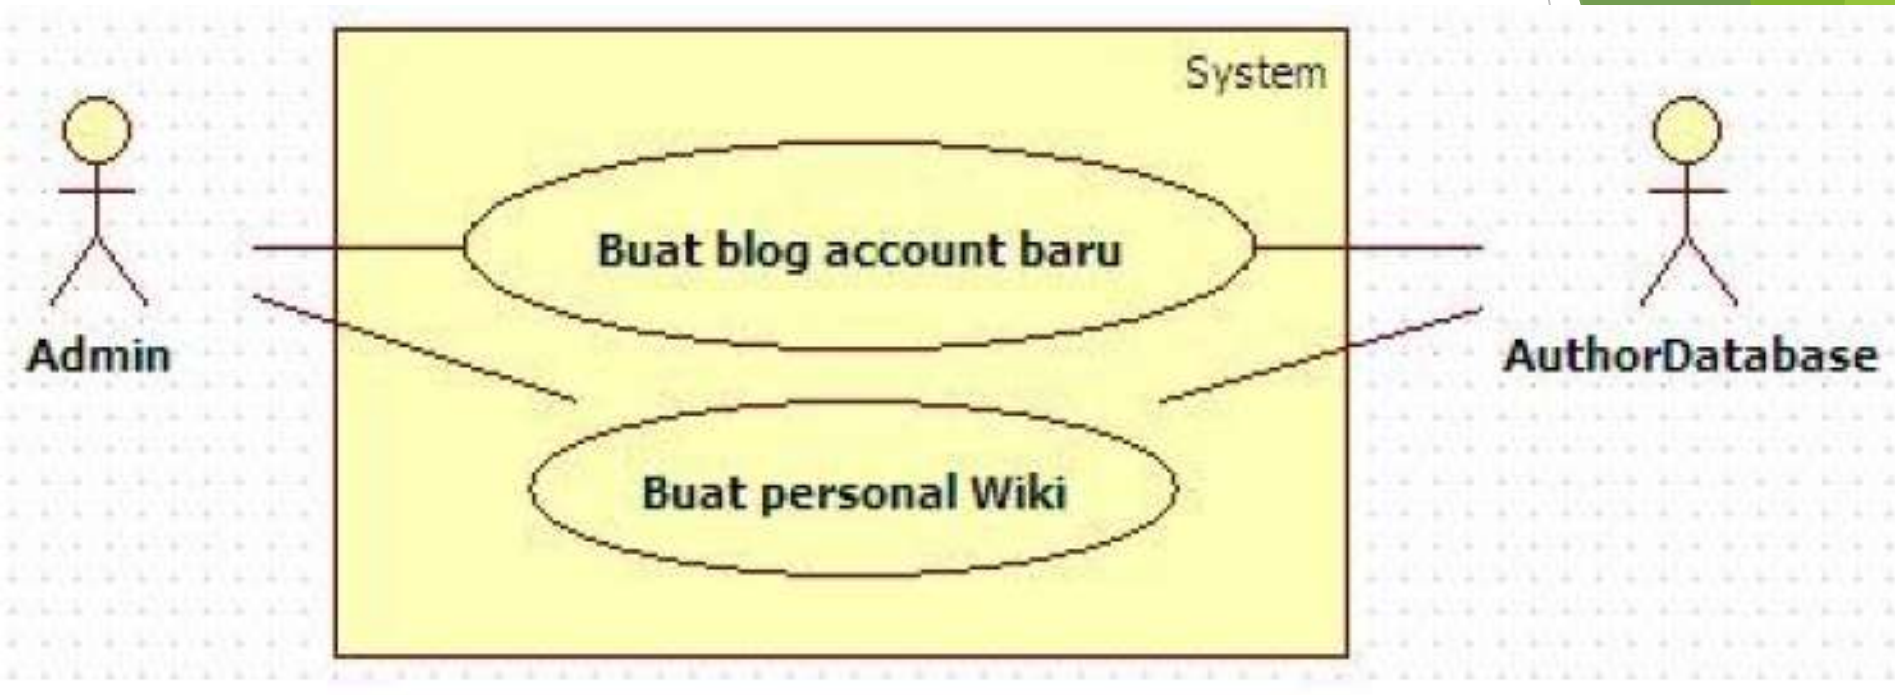 System
Buat blog account baru
Admin
AuthorDatabase
Buat personal Wiki